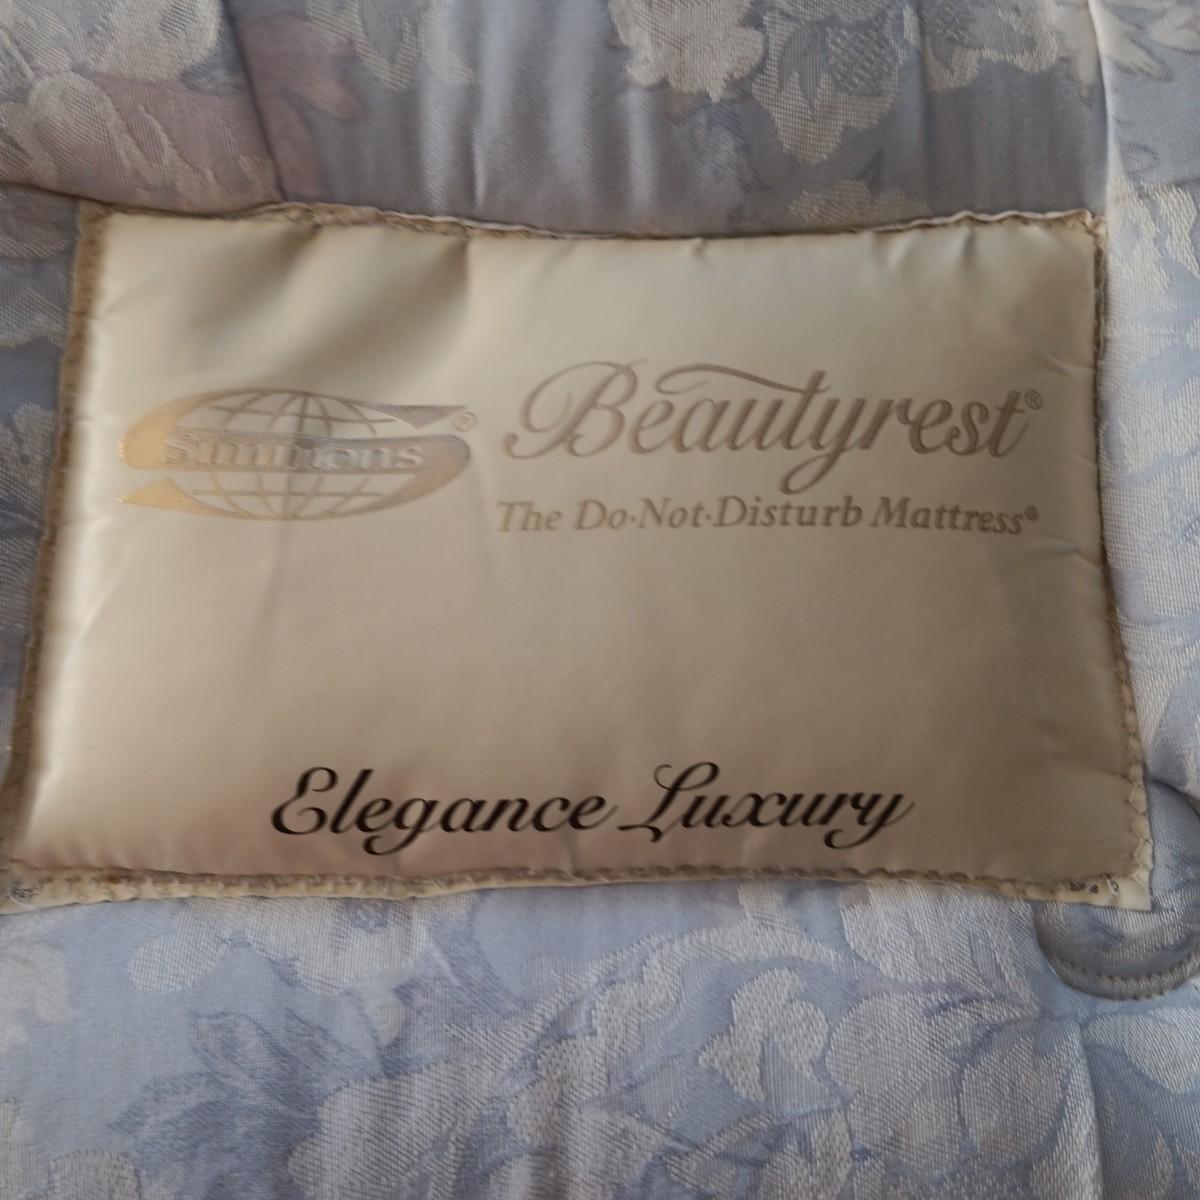 Simmons®
Beautyrest®
The Do·Not·Disturb Mattress®
Elegance Luxury